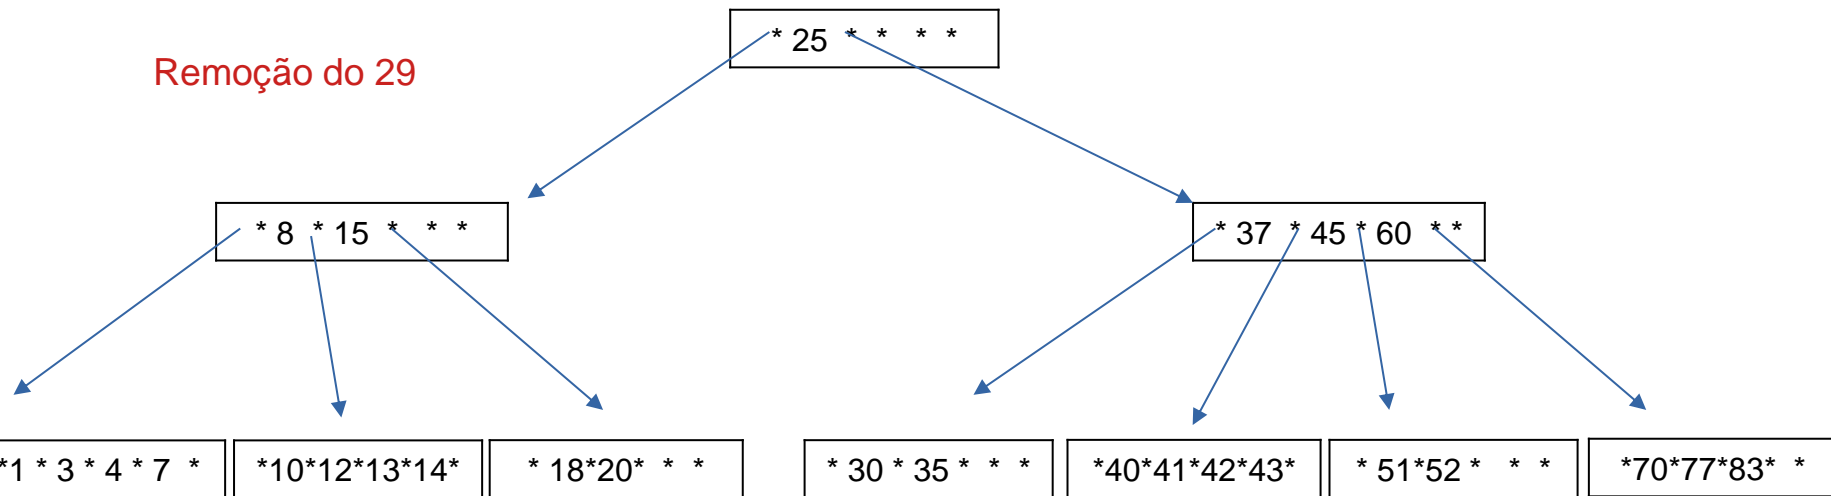 * 25 * * * *
Remoção do 29
* 8 * 15 * * *
* 37 * 45 * 60 * *
*1 * 3 * 4 * 7 *
*10*12*13*14*
* 18*20* * *
* 30 * 35 * * *
*40*41*42*43*
* 51*52 * * *
*70*77*83* *